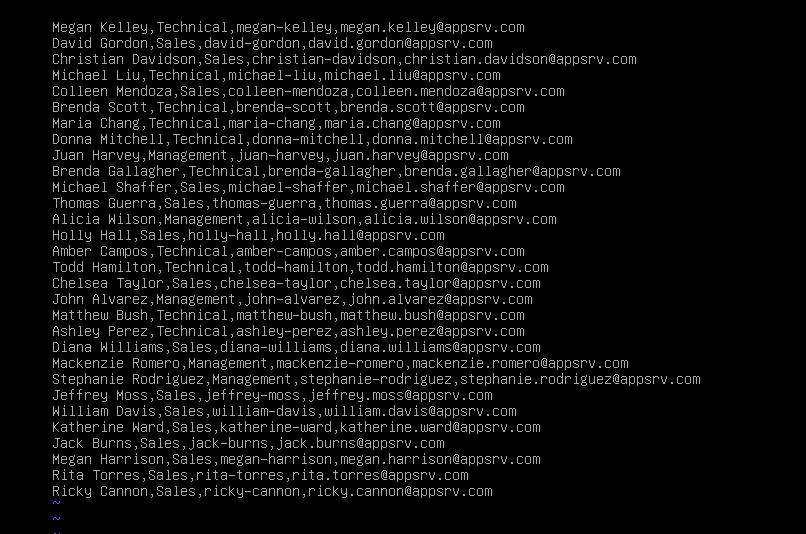 Megan Kelley,Technical,megan-kelley,megan.kelley@appsrv.com
David Gordon,Sales,david-gordon,david.gordon@appsrv.com
Christian Davidson,Sales,christian-davidson,christian.davidson@appsrv.com
Michael Liu,Technical,michael-liu,michael.liu@appsrv.com
Colleen Mendoza,Sales,colleen-mendoza,colleen.mendoza@appsrv.com
Brenda Scott,Technical,brenda-scott,brenda.scott@appsrv.com
Maria Chang,Technical,maria-chang,maria.chang@appsrv.com
Donna Mitchell,Technical,donna-mitchell,donna.mitchell@appsrv.com
Juan Harvey,Management,juan-harvey,juan.harvey@appsrv.com
Brenda Gallagher,Technical,brenda-gallagher,brenda.gallagher@appsrv.com
Michael Shaffer,Sales,michael-shaffer,michael.shaffer@appsrv.com
Thomas Guerra,Sales,thomas-guerra,thomas.guerra@appsrv.com
Alicia Wilson,Management,alicia-wilson,alicia.wilson@appsrv.com
Holly Hall,Sales,holly-hall,holly.hall@appsrv.com
Amber Campos,Technical,amber-campos,amber.campos@appsrv.com
Todd Hamilton,Technical,todd-hamilton,todd.hamilton@appsrv.com
Chelsea Taylor,Sales,chelsea-taylor,chelsea.taylor@appsrv.com
John Alvarez,Management,john-alvarez,john.alvarez@appsrv.com
Matthew Bush,Technical,matthew-bush,matthew.bush@appsrv.com
Ashley Perez,Technical,ashley-perez,ashley.perez@appsrv.com
Diana Williams,Sales,diana-williams,diana.williams@appsrv.com
Mackenzie Romero,Management,mackenzie-romero,mackenzie.romero@appsrv.com
Stephanie Rodriguez,Management,stephanie-rodriguez,stephanie.rodriguez@appsrv.com
Jeffrey Moss,Sales,jeffrey-moss,jeffrey.moss@appsrv.com
William Davis,Sales,william-davis,william.davis@appsrv.com
Katherine Ward,Sales,katherine-ward,katherine.ward@appsrv.com
Jack Burns,Sales,jack-burns,jack.burns@appsrv.com
Megan Harrison,Sales,megan-harrison,megan.harrison@appsrv.com
Rita Torres,Sales,rita-torres,rita.torres@appsrv.com
Ricky Cannon,Sales,ricky-cannon,ricky.cannon@appsrv.com
~
~
~